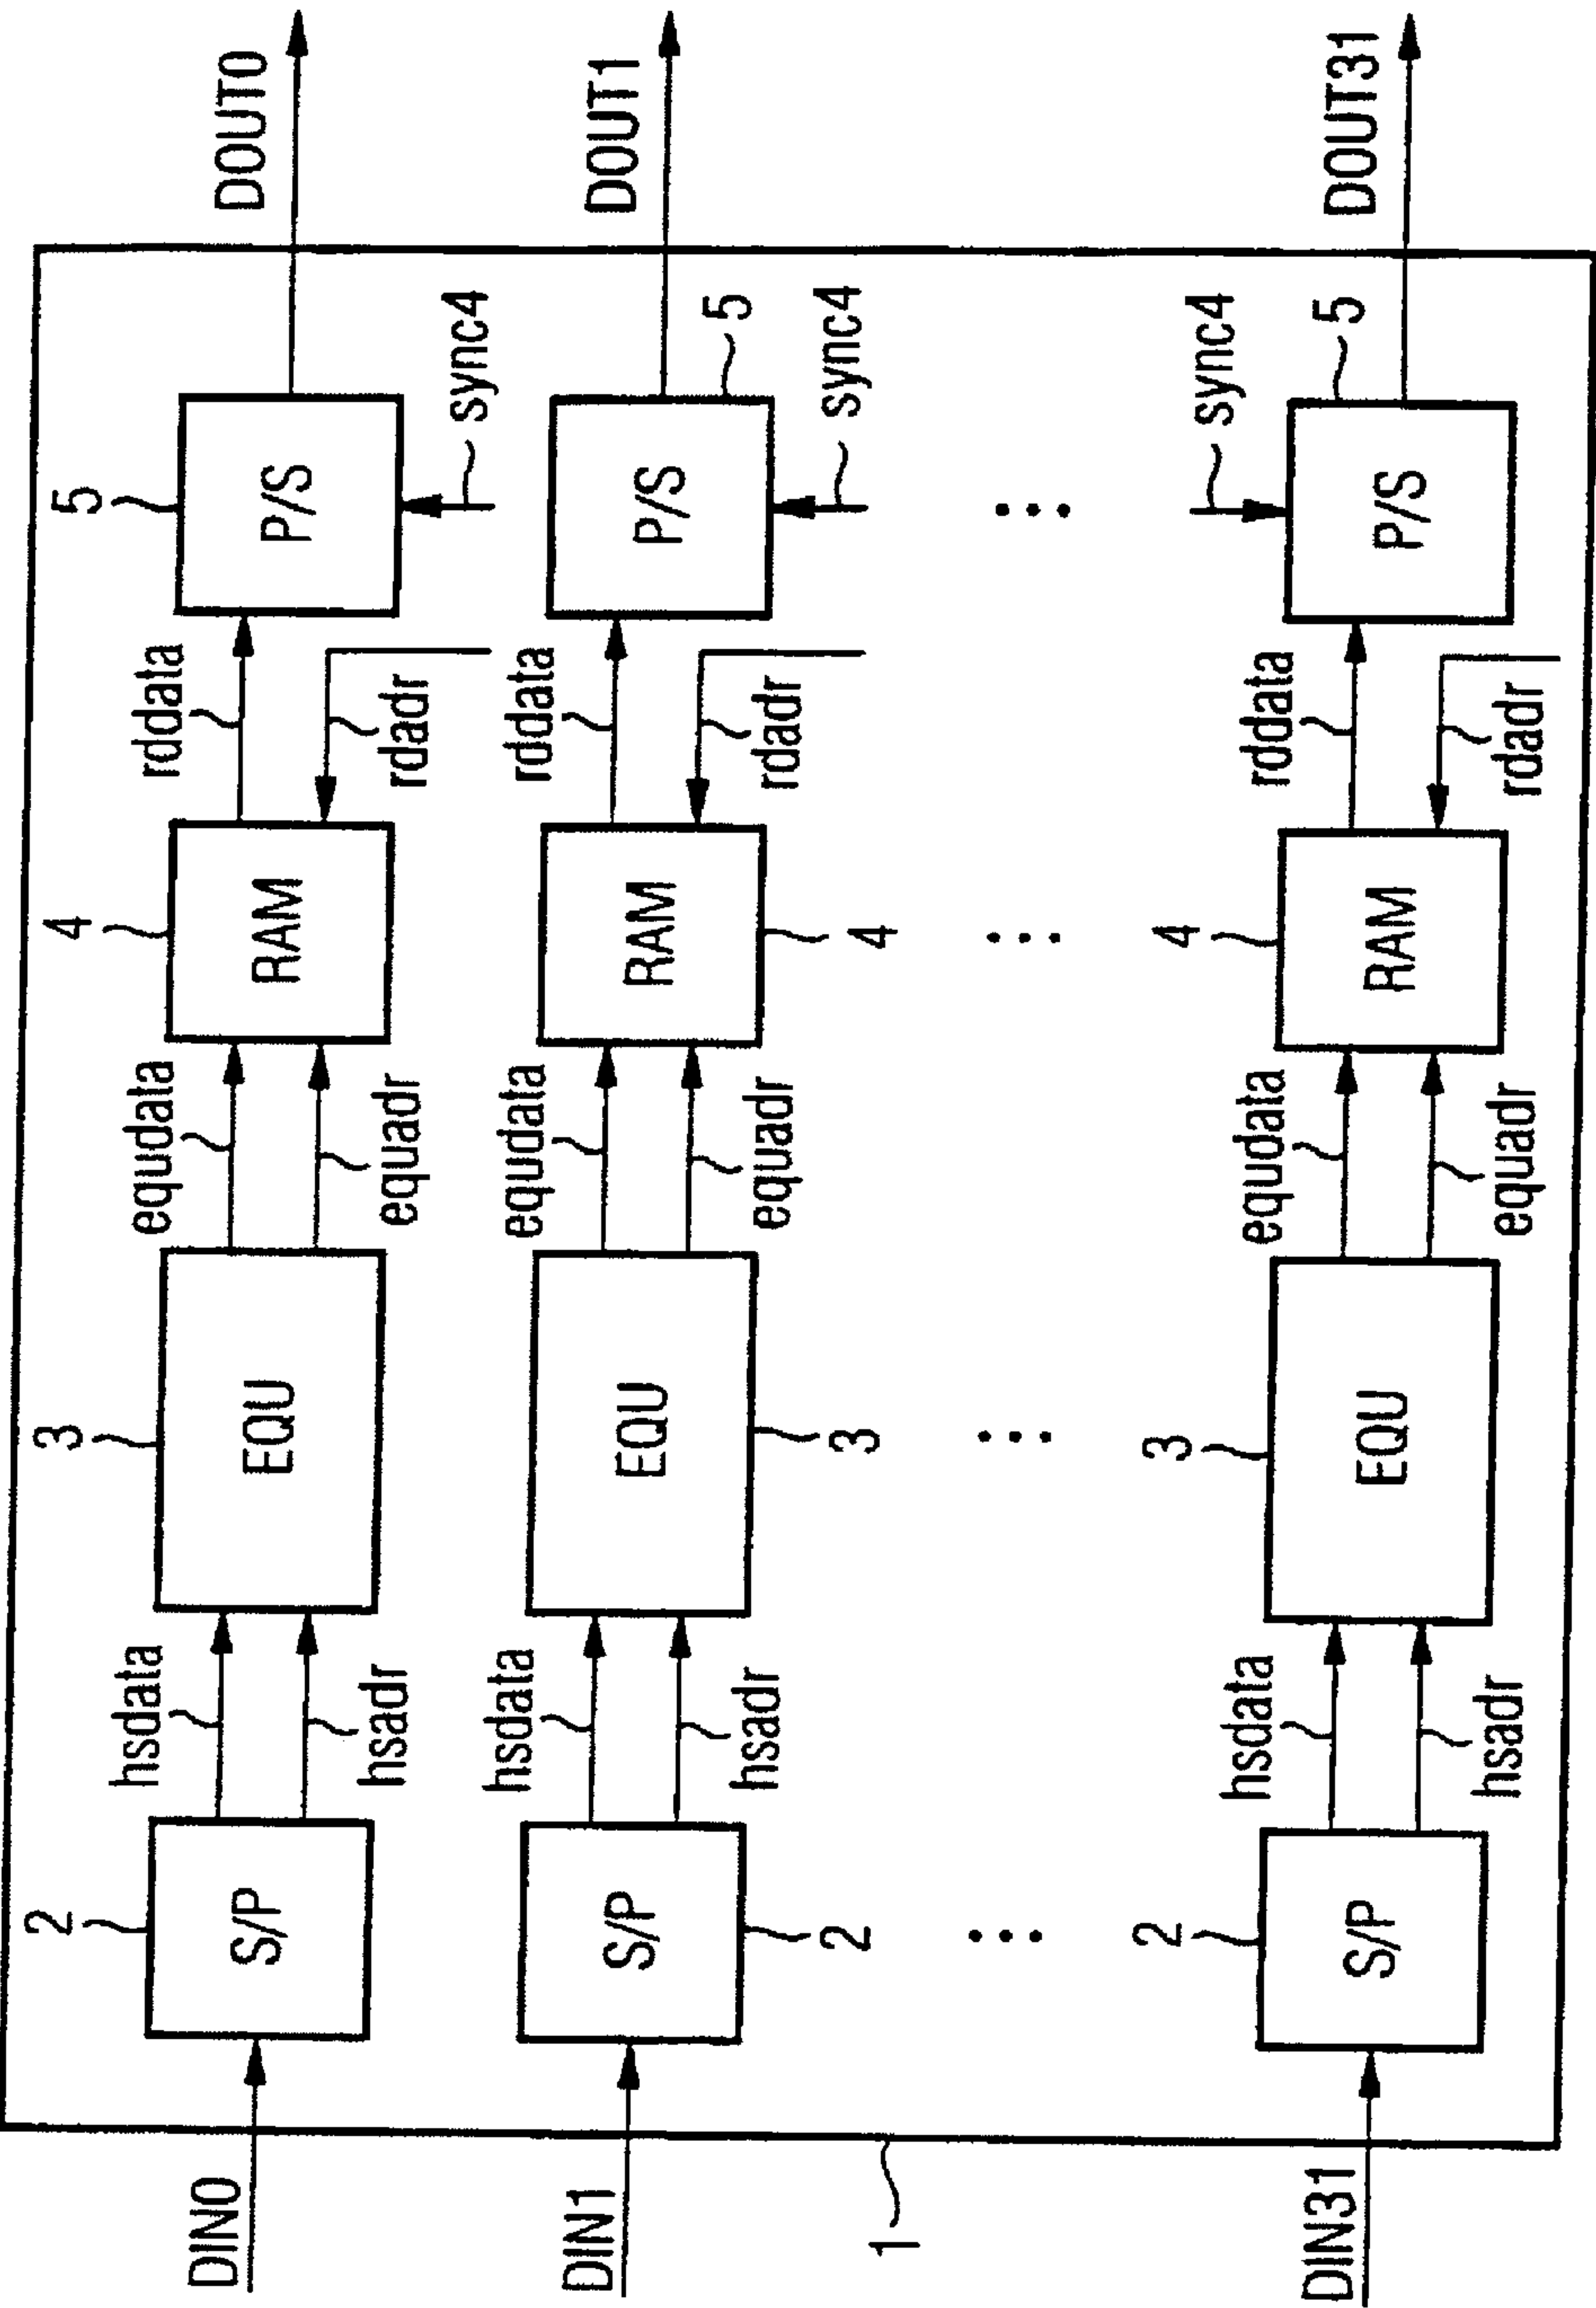 DIN0
2
S/P
hsdata
hsadr
3
EQU
equdata
equadr
4
RAM
rddata
rdadr
5
P/S
sync4
DOUT0
DIN1
S/P
2
hsdata
hsadr
EQU
3
equdata
equadr
RAM
4
rddata
rdadr
P/S
5
sync4
DOUT1
1
DIN31
2
S/P
hsdata
hsadr
3
EQU
equdata
equadr
4
RAM
rddata
rdadr
sync4
5
P/S
DOUT31